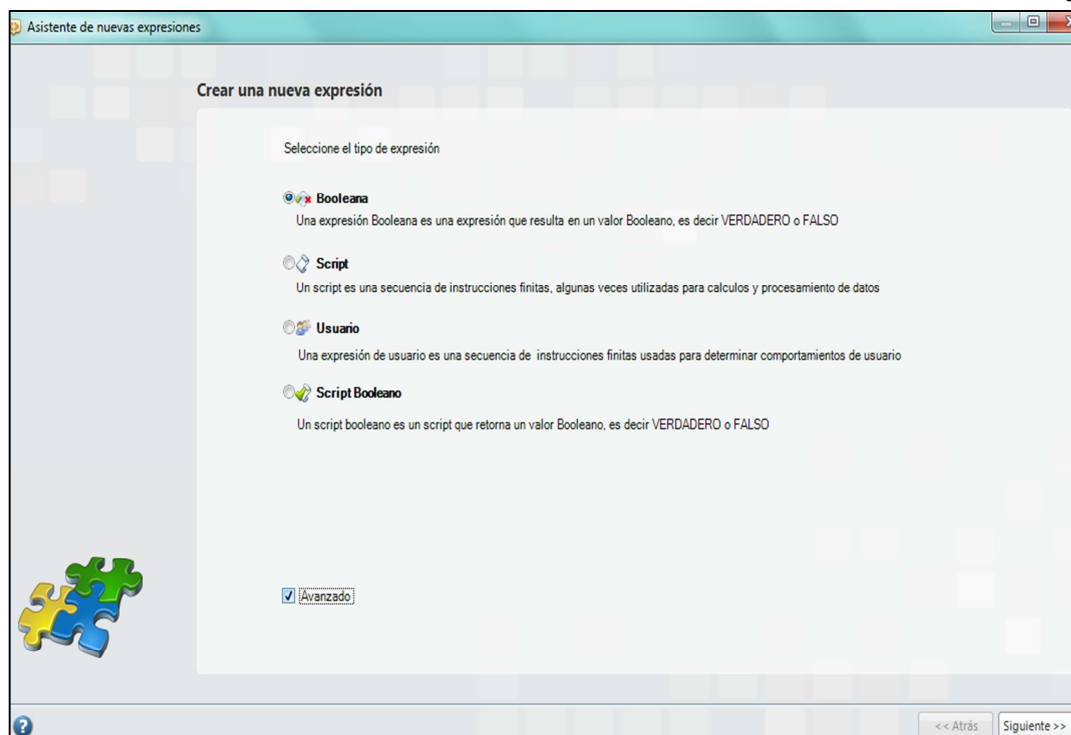 Asistente de nuevas expresiones
Crear una nueva expresión
Seleccione el tipo de expresión
Booleana
Una expresión Booleana es una expresión que resulta en un valor Booleano, es decir VERDADERO o FALSO
Script
Un script es una secuencia de instrucciones finitas, algunas veces utilizadas para calculos y procesamiento de datos
Usuario
Una expresión de usuario es una secuencia de instrucciones finitas usadas para determinar comportamientos de usuario
Script Booleano
Un script booleano es un script que retorna un valor Booleano, es decir VERDADERO o FALSO
Avanzado
<< Atrás Siguiente >>